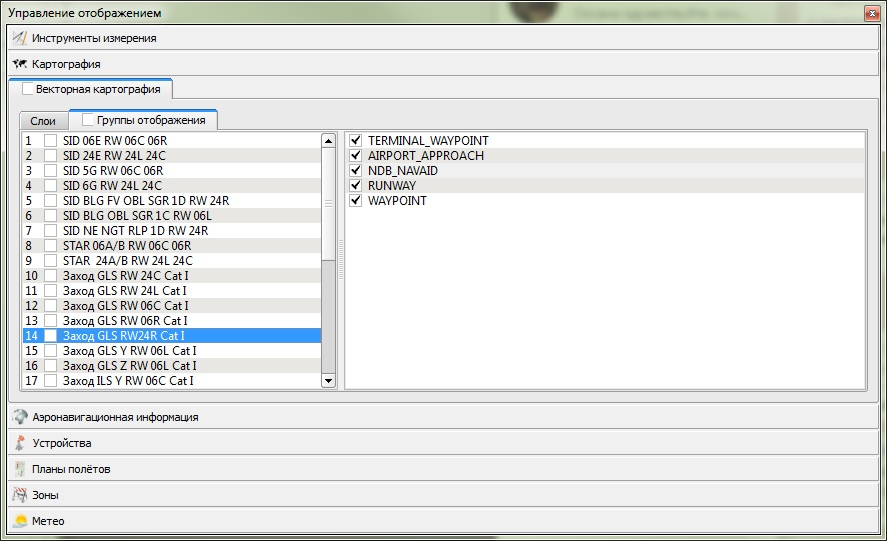 Управление отображением
Инструменты измерения
Картография
Векторная картография
Слои
Группы отображения
1 SID 06E RW 06C 06R
2 SID 24E RW 24L 24C
3 SID 5G RW 06C 06R
4 SID 6G RW 24L 24C
5 SID BLG FV OBL SGR 1D RW 24R
6 SID BLG OBL SGR 1C RW 06L
7 SID NE NGT RLP 1D RW 24R
8 STAR 06A/B RW 06C 06R
9 STAR 24A/B RW 24L 24C
10 Заход GLS RW 24C Cat I
11 Заход GLS RW 24L Cat I
12 Заход GLS RW 06C Cat I
13 Заход GLS RW 06R Cat I
14 Заход GLS RW24R Cat I
15 Заход GLS Y RW 06L Cat I
16 Заход GLS Z RW 06L Cat I
17 Заход ILS Y RW 06C Cat I
TERMINAL_WAYPOINT
AIRPORT_APPROACH
NDB_NAVAID
RUNWAY
WAYPOINT
Аэронавигационная информация
Устройства
Планы полётов
Зоны
Метео